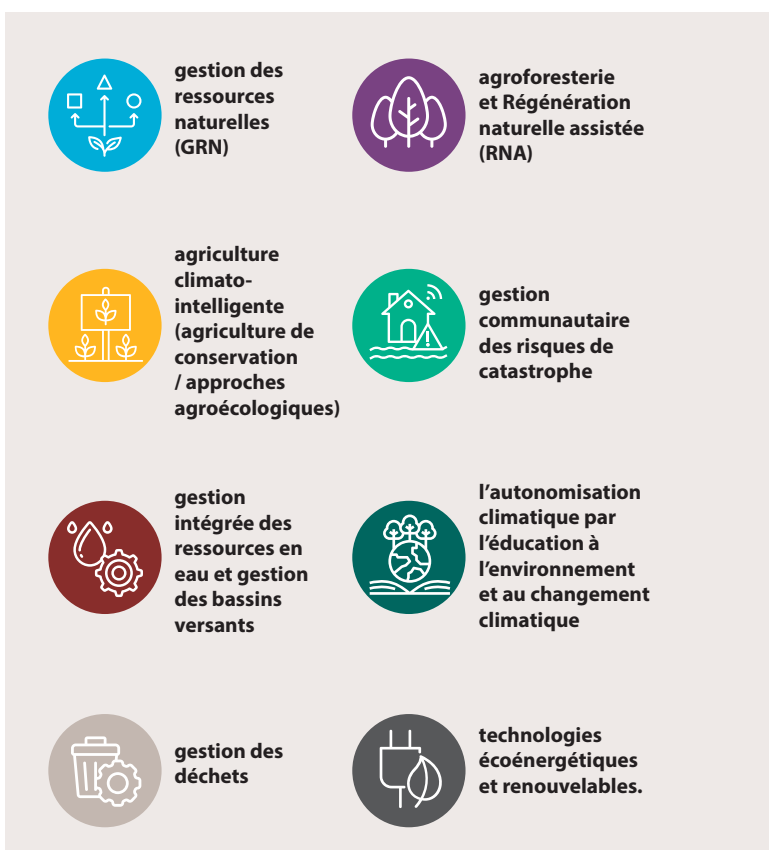 gestion des
ressources
naturelles
(GRN)
agroforesterie
et Régénération
naturelle assistée
(RNA)
agriculture
climato-
intelligente
(agriculture de
conservation
/ approches
agroécologiques)
gestion
communautaire
des risques de
catastrophe
gestion
intégrée des
ressources en
eau et gestion
des bassins
versants
l’autonomisation
climatique par
l’éducation à
l’environnement
et au changement
climatique
gestion des
déchets
technologies
écoénergétiques
et renouvelables.